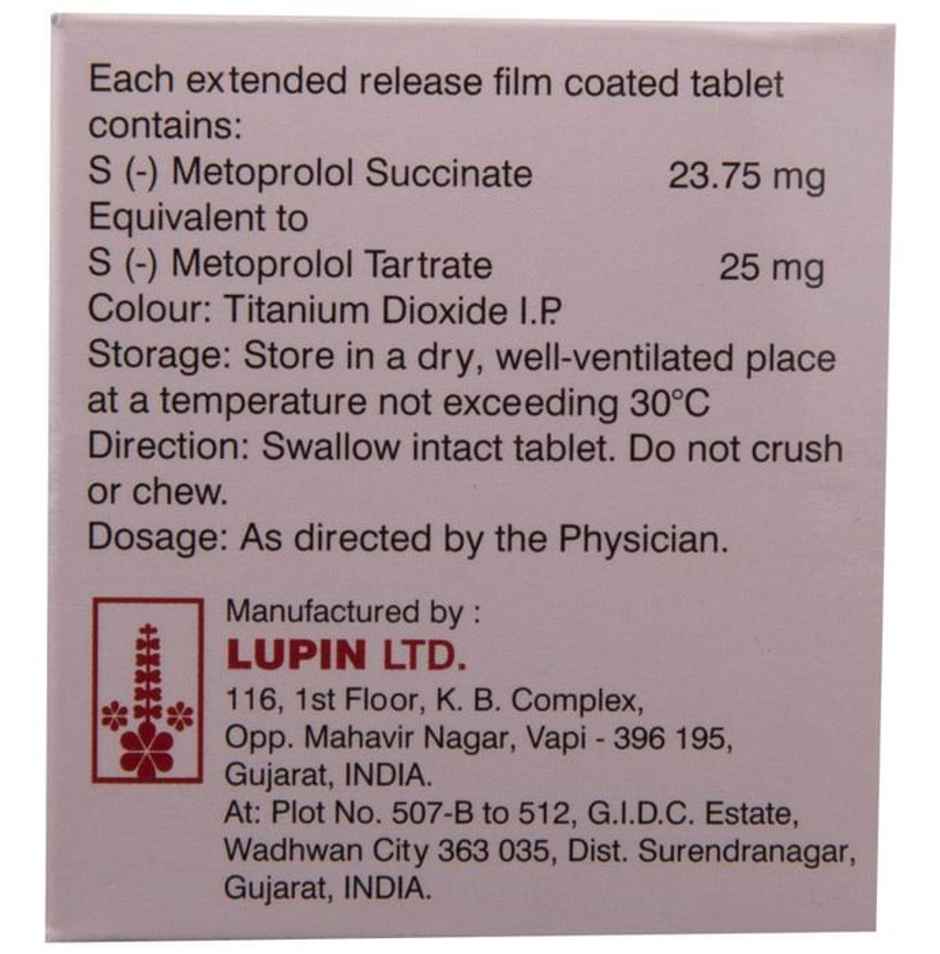 Each extended release film coated tablet
contains:
S (-) Metoprolol Succinate 23.75 mg
Equivalent to
S (-) Metoprolol Tartrate 25 mg
Colour: Titanium Dioxide I.P.
Storage: Store in a dry, well-ventilated place
at a temperature not exceeding 30°C
Direction: Swallow intact tablet. Do not crush
or chew.
Dosage: As directed by the Physician.
Manufactured by :
LUPIN LTD.
116, 1st Floor, K. B. Complex,
Opp. Mahavir Nagar, Vapi - 396 195,
Gujarat, INDIA.
At: Plot No. 507-B to 512, G.I.D.C. Estate,
Wadhwan City 363 035, Dist. Surendranagar,
Gujarat, INDIA.